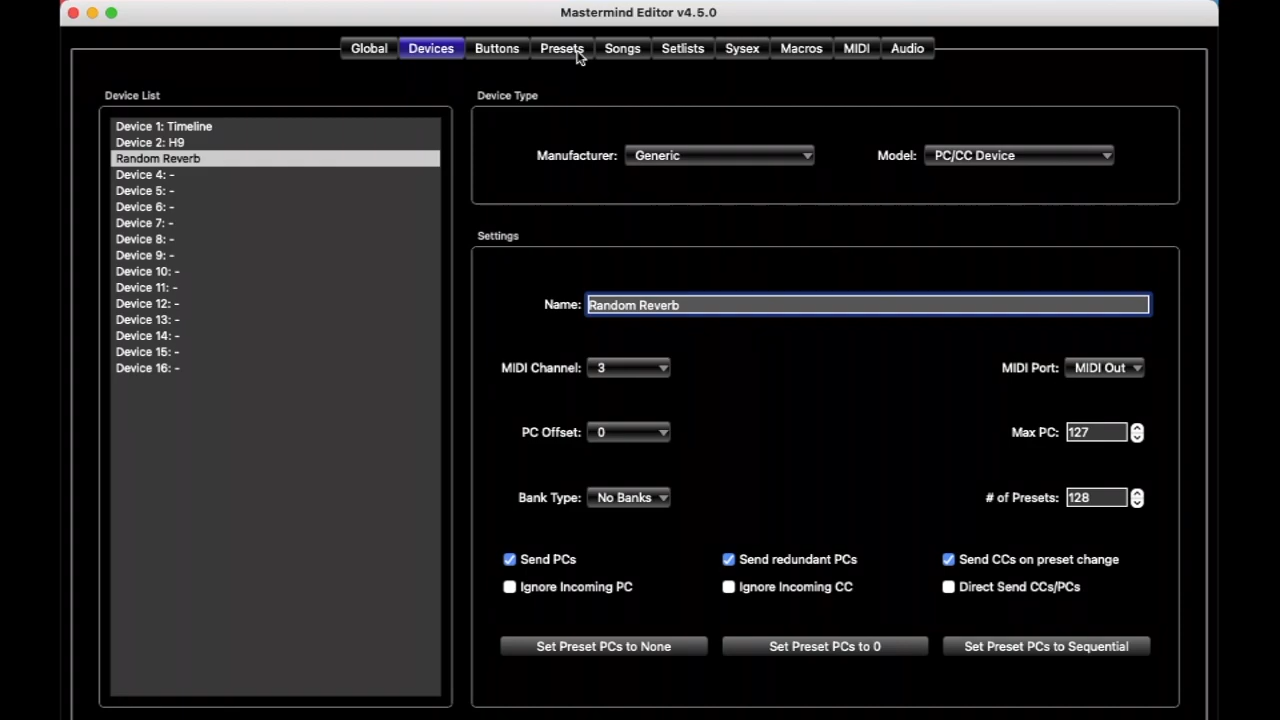 Mastermind Editor v4.5.0
Global Devices Buttons Presets Songs Setlists Sysex Macros MIDI Audio
Device List
Device 1: Timeline
Device 2: H9
Random Reverb
Device 4: -
Device 5: -
Device 6: -
Device 7: -
Device 8: -
Device 9: -
Device 10: -
Device 11: -
Device 12: -
Device 13: -
Device 14: -
Device 15: -
Device 16: -
Device Type
Manufacturer: Generic Model: PC/CC Device
Settings
Name: Random Reverb
MIDI Channel: 3 MIDI Port: MIDI Out
PC Offset: 0 Max PC: 127
Bank Type: No Banks # of Presets: 128
Send PCs Send redundant PCs Send CCs on preset change
Ignore Incoming PC Ignore Incoming CC Direct Send CCs/PCs
Set Preset PCs to None Set Preset PCs to 0 Set Preset PCs to Sequential